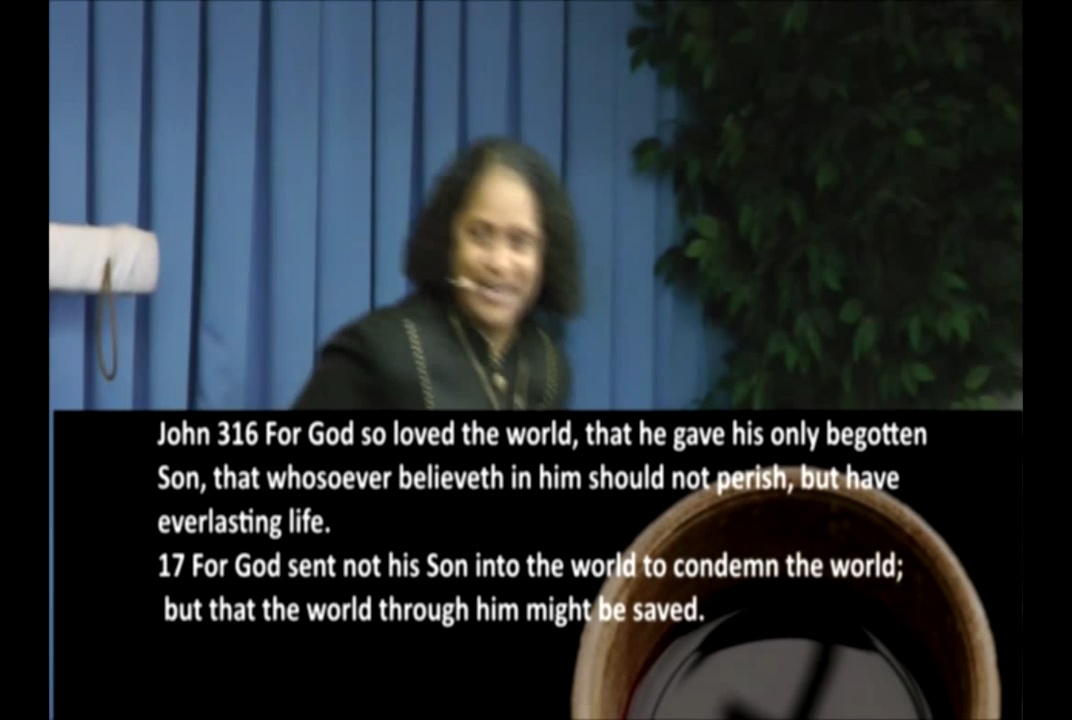 John 316 For God so loved the world, that he gave his only begotten
Son, that whosoever believeth in him should not perish, but have
everlasting life.
17 For God sent not his Son into the world to condemn the world;
but that the world through him might be saved.